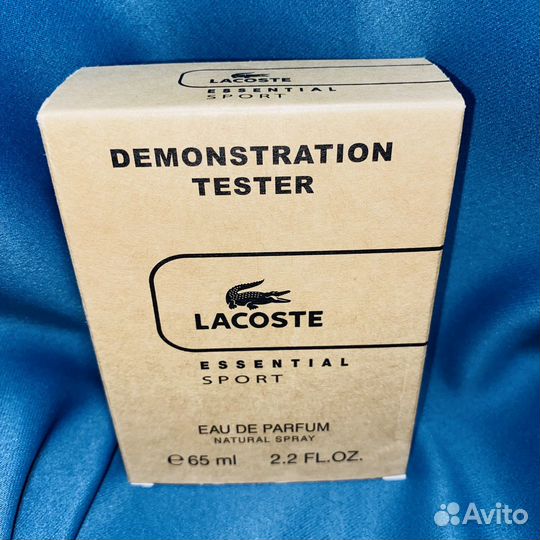 LACOSTE
ESSENTIAL
SPORT
DEMONSTRATION
TESTER
LACOSTE
ESSENTIAL
SPORT
EAU DE PARFUM
NATURAL SPRAY
℮ 65 ml 2.2 FL.OZ.
Avito